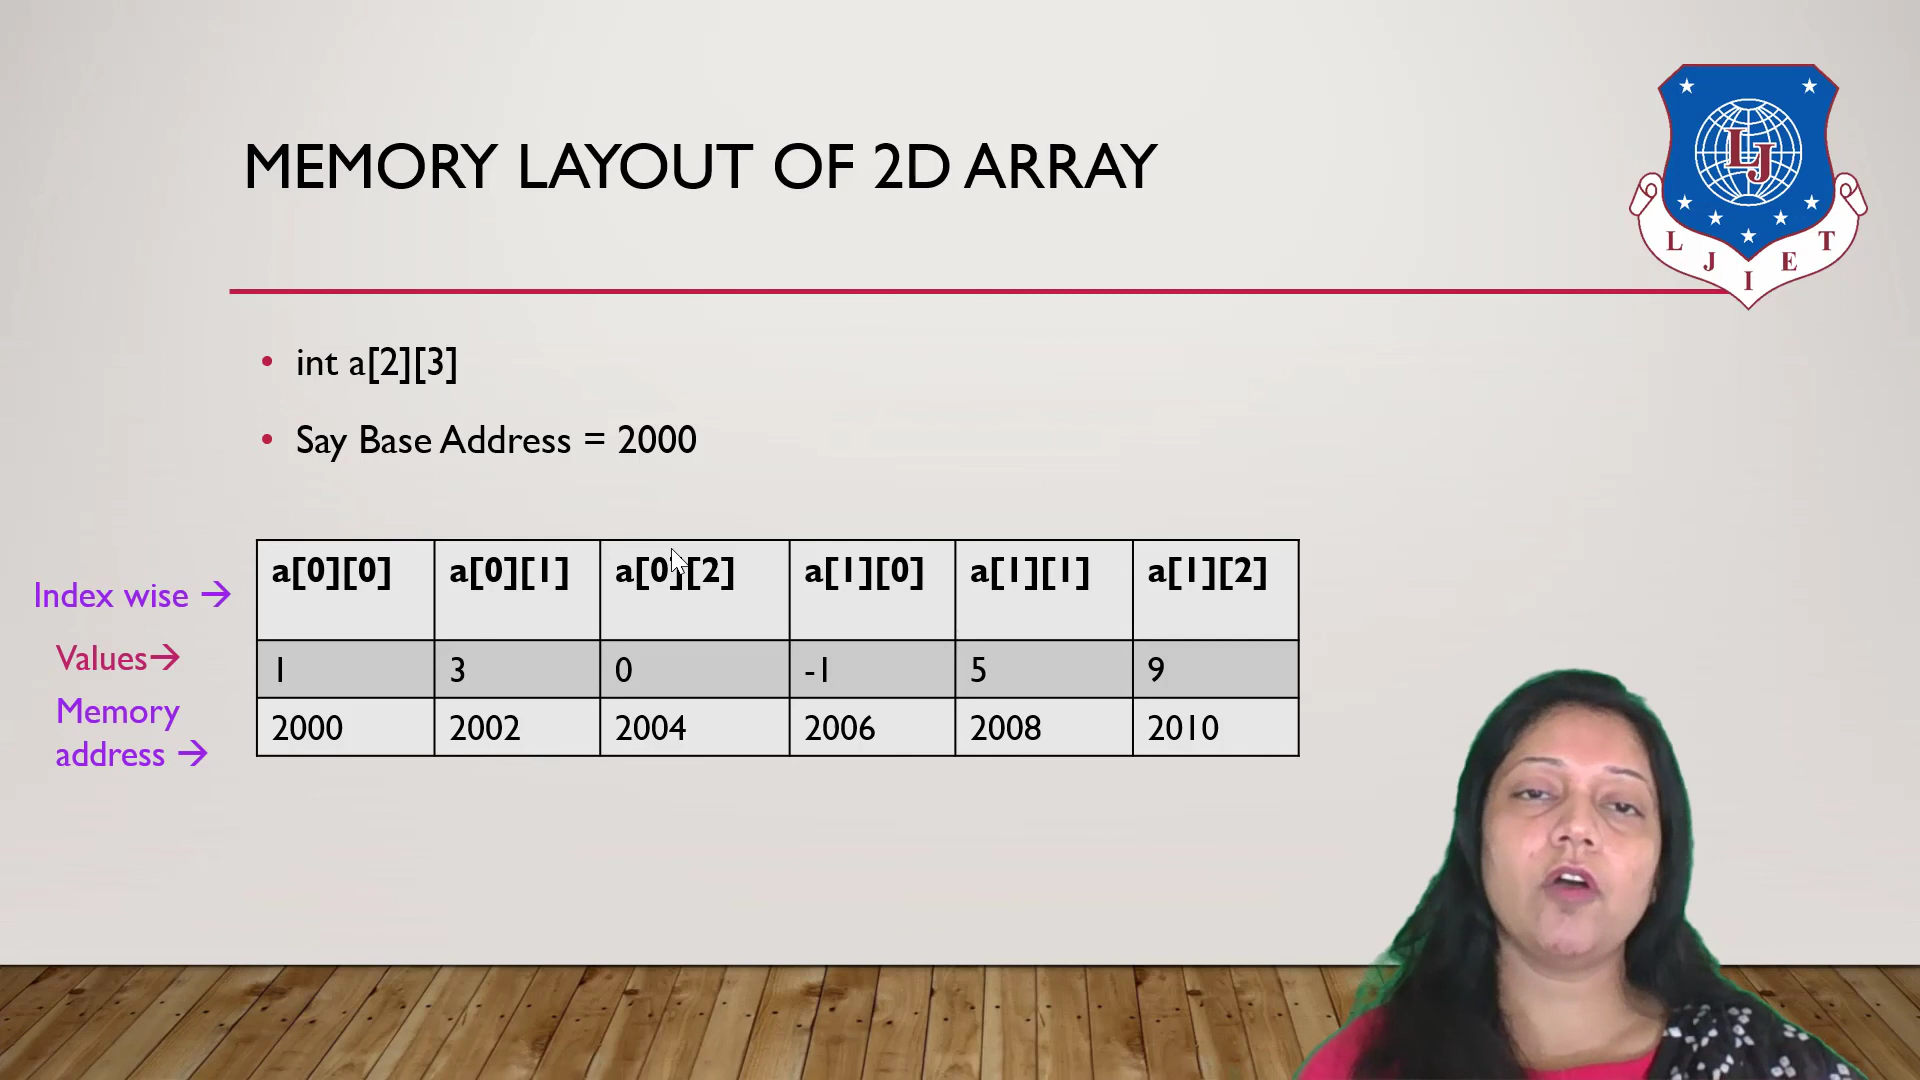 MEMORY LAYOUT OF 2D ARRAY
LJ
L J I E T
• int a[2][3]
• Say Base Address = 2000
Index wise →
a[0][0] a[0][1] a[0][2] a[1][0] a[1][1] a[1][2]
Values→
1 3 0 -1 5 9
Memory
address →
2000 2002 2004 2006 2008 2010